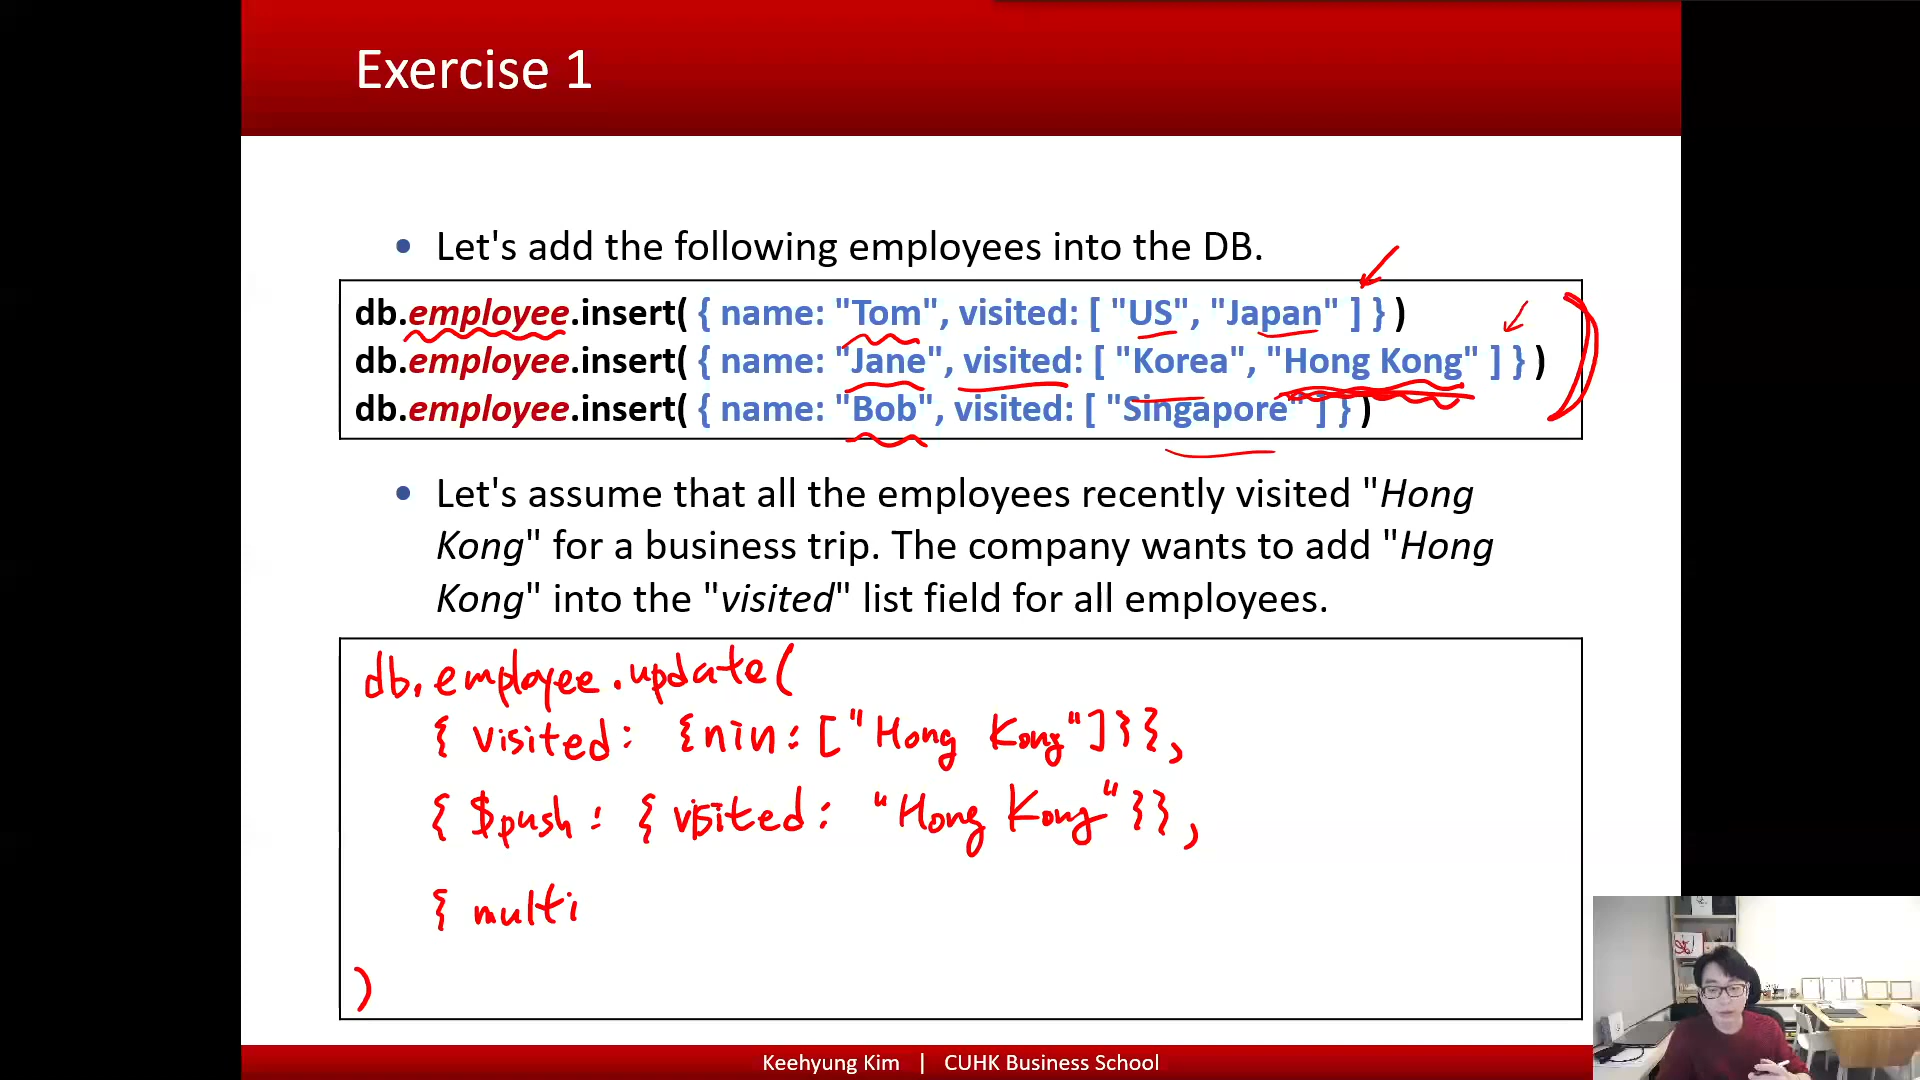 Exercise 1
• Let's add the following employees into the DB.
db.employee.insert( { name: "Tom", visited: [ "US", "Japan" ] } )
db.employee.insert( { name: "Jane", visited: [ "Korea", "Hong Kong" ] } )
db.employee.insert( { name: "Bob", visited: [ "Singapore" ] } )
• Let's assume that all the employees recently visited "Hong
Kong" for a business trip. The company wants to add "Hong
Kong" into the "visited" list field for all employees.
db.employee.update(
{ visited: {nin: ["Hong Kong"]}},
{ $push: { visited: "Hong Kong"}},
{ multi
)
Keehyung Kim | CUHK Business School